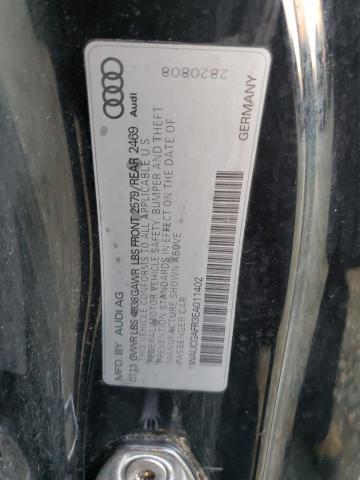 Audi
2820808
MFD. BY AUDI AG
GERMANY
07.13 GVWR LBS 4938 GAWR LBS FRONT 2579/REAR 2469
THIS VEHICLE CONFORMS TO ALL APPLICABLE U.S.
FEDERAL MOTOR VEHICLE SAFETY, BUMPER AND THEFT
PREVENTION STANDARDS IN EFFECT ON THE DATE OF
MANUFACTURE SHOWN ABOVE.
PASSENGER CAR
WAUCGAFR3EA011402